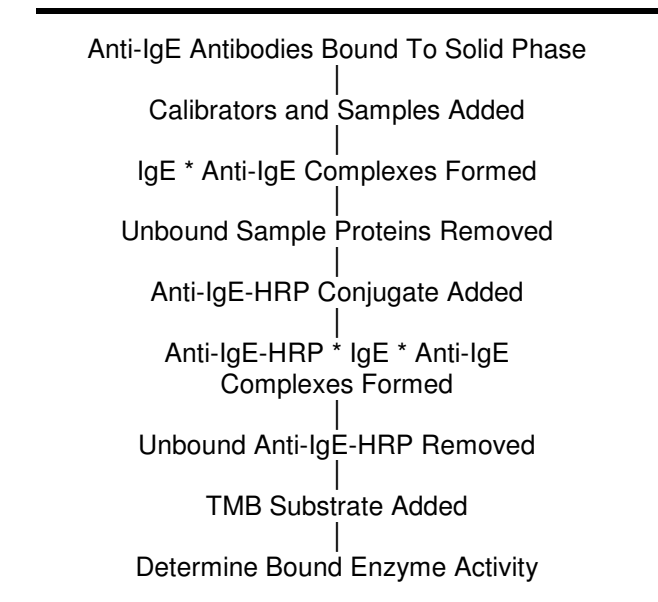 Anti-IgE Antibodies Bound To Solid Phase
Calibrators and Samples Added
IgE * Anti-IgE Complexes Formed
Unbound Sample Proteins Removed
Anti-IgE-HRP Conjugate Added
Anti-IgE-HRP * IgE * Anti-IgE
Complexes Formed
Unbound Anti-IgE-HRP Removed
TMB Substrate Added
Determine Bound Enzyme Activity